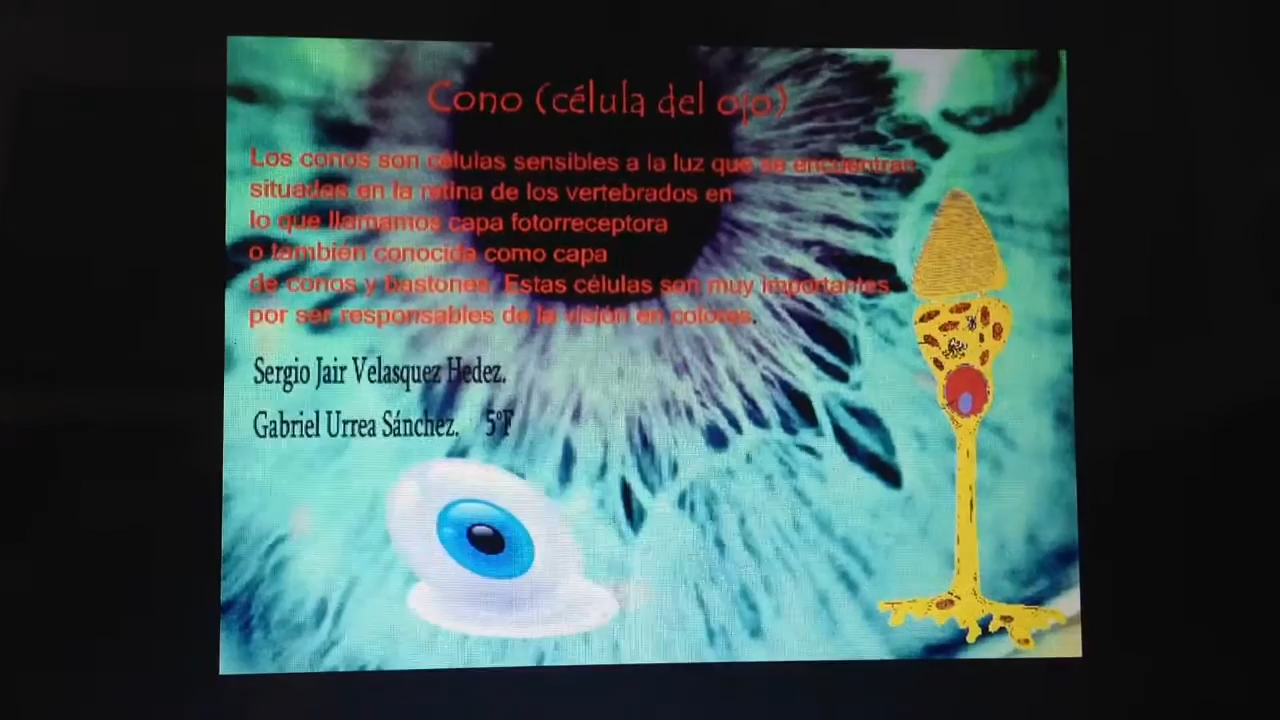 Cono (célula del ojo)
Los conos son células sensibles a la luz que se encuentran
situadas en la retina de los vertebrados en
lo que llamamos capa fotorreceptora
o también conocida como capa
de conos y bastones. Estas células son muy importantes
por ser responsables de la visión en colores.
Sergio Jair Velasquez Hedez.
Gabriel Urrea Sánchez. 5°F